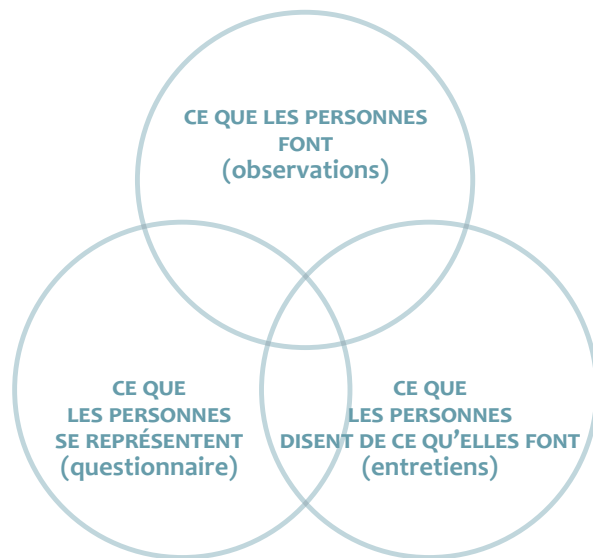 CE QUE LES PERSONNES
FONT
(observations)
CE QUE
LES PERSONNES
SE REPRÉSENTENT
(questionnaire)
CE QUE
LES PERSONNES
DISENT DE CE QU’ELLES FONT
(entretiens)